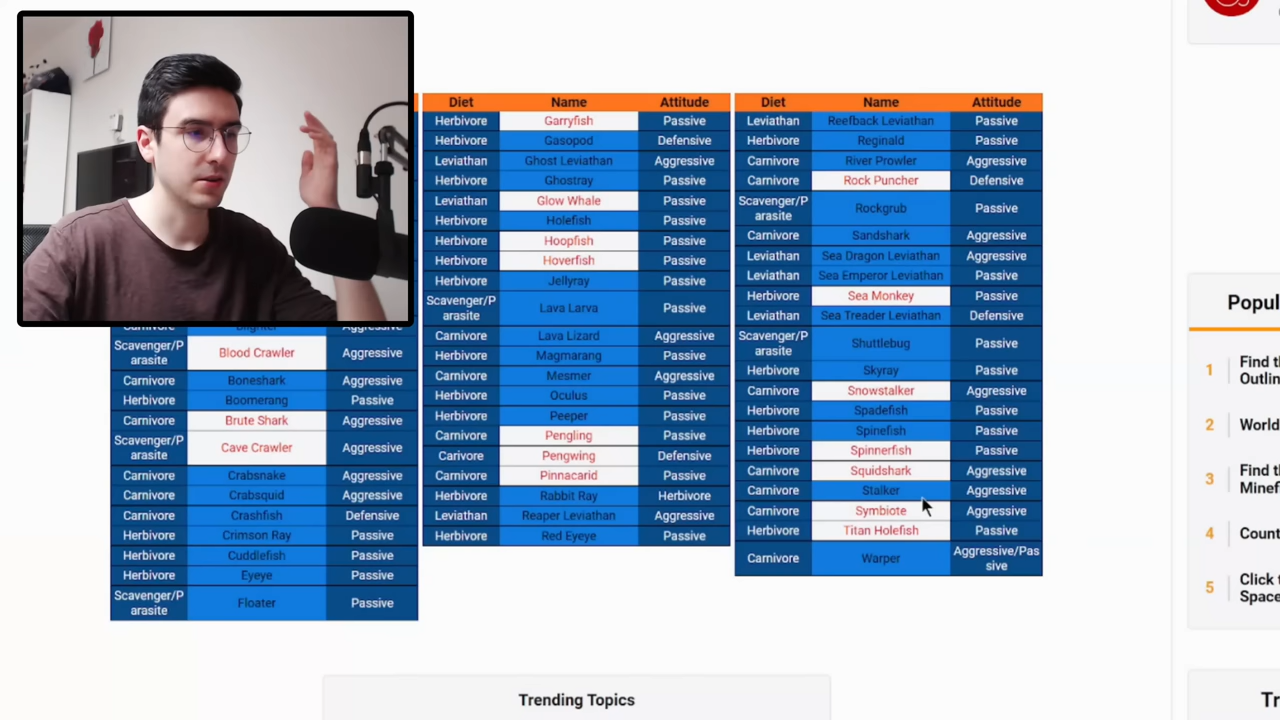 Carnivore Biighter Aggressive
Scavenger/P
arasite Blood Crawler Aggressive
Carnivore Boneshark Aggressive
Herbivore Boomerang Passive
Carnivore Brute Shark Aggressive
Scavenger/P
arasite Cave Crawler Aggressive
Carnivore Crabsnake Aggressive
Carnivore Crabsquid Aggressive
Carnivore Crashfish Defensive
Herbivore Crimson Ray Passive
Herbivore Cuddlefish Passive
Herbivore Eyeye Passive
Scavenger/P
arasite Floater Passive
Diet Name Attitude
Herbivore Garryfish Passive
Herbivore Gasopod Defensive
Leviathan Ghost Leviathan Aggressive
Herbivore Ghostray Passive
Leviathan Glow Whale Passive
Herbivore Holefish Passive
Herbivore Hoopfish Passive
Herbivore Hoverfish Passive
Herbivore Jellyray Passive
Scavenger/P
arasite Lava Larva Passive
Carnivore Lava Lizard Aggressive
Herbivore Magmarang Passive
Carnivore Mesmer Aggressive
Herbivore Oculus Passive
Herbivore Peeper Passive
Carnivore Pengling Passive
Carivore Pengwing Defensive
Carnivore Pinnacarid Passive
Herbivore Rabbit Ray Herbivore
Leviathan Reaper Leviathan Aggressive
Herbivore Red Eyeye Passive
Diet Name Attitude
Leviathan Reefback Leviathan Passive
Herbivore Reginald Passive
Carnivore River Prowler Aggressive
Carnivore Rock Puncher Defensive
Scavenger/P
arasite Rockgrub Passive
Carnivore Sandshark Aggressive
Leviathan Sea Dragon Leviathan Aggressive
Leviathan Sea Emperor Leviathan Passive
Herbivore Sea Monkey Passive
Leviathan Sea Treader Leviathan Defensive
Scavenger/P
arasite Shuttlebug Passive
Herbivore Skyray Passive
Carnivore Snowstalker Aggressive
Herbivore Spadefish Passive
Herbivore Spinefish Passive
Herbivore Spinnerfish Passive
Carnivore Squidshark Aggressive
Carnivore Stalker Aggressive
Carnivore Symbiote Aggressive
Herbivore Titan Holefish Passive
Carnivore Warper Aggressive/Pas
sive
Popul
1 Find th
Outlin
2 World
3 Find th
Minef
4 Count
5 Click t
Space
Trending Topics
Tr